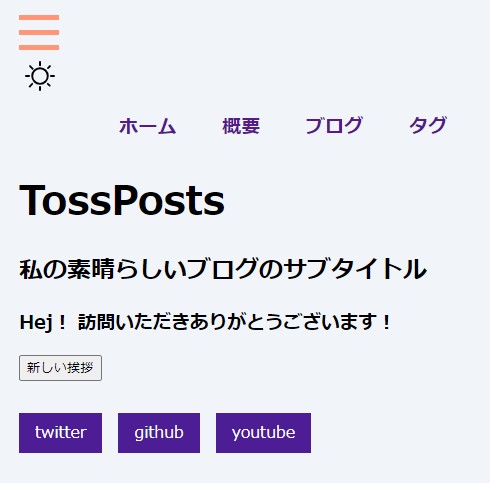 ホーム 概要 ブログ タグ
TossPosts
私の素晴らしいブログのサブタイトル
Hej！ 訪問いただきありがとうございます！
新しい挨拶
twitter github youtube